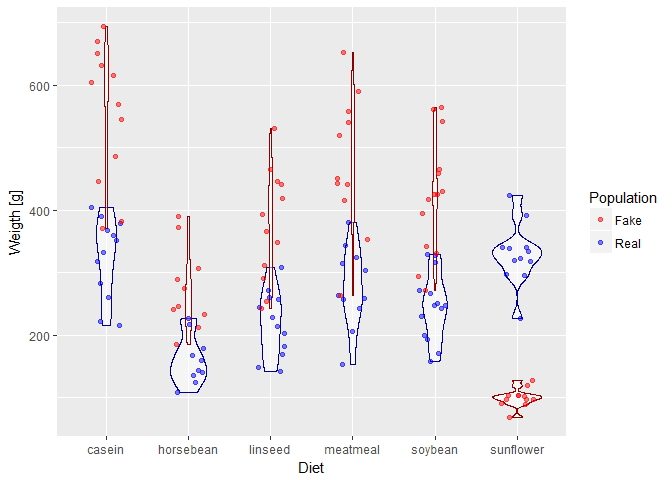 600
400
200
Weigth [g]
casein horsebean linseed meatmeal soybean sunflower
Diet
Population
Fake
Real